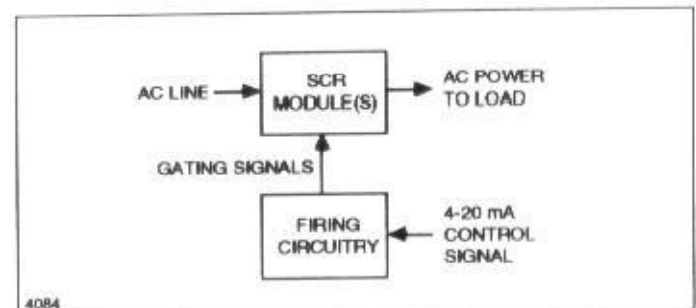 SCR
MODULE(S)
AC LINE
AC POWER
TO LOAD
GATING SIGNALS
FIRING
CIRCUITRY
4-20 mA
CONTROL
SIGNAL
4084